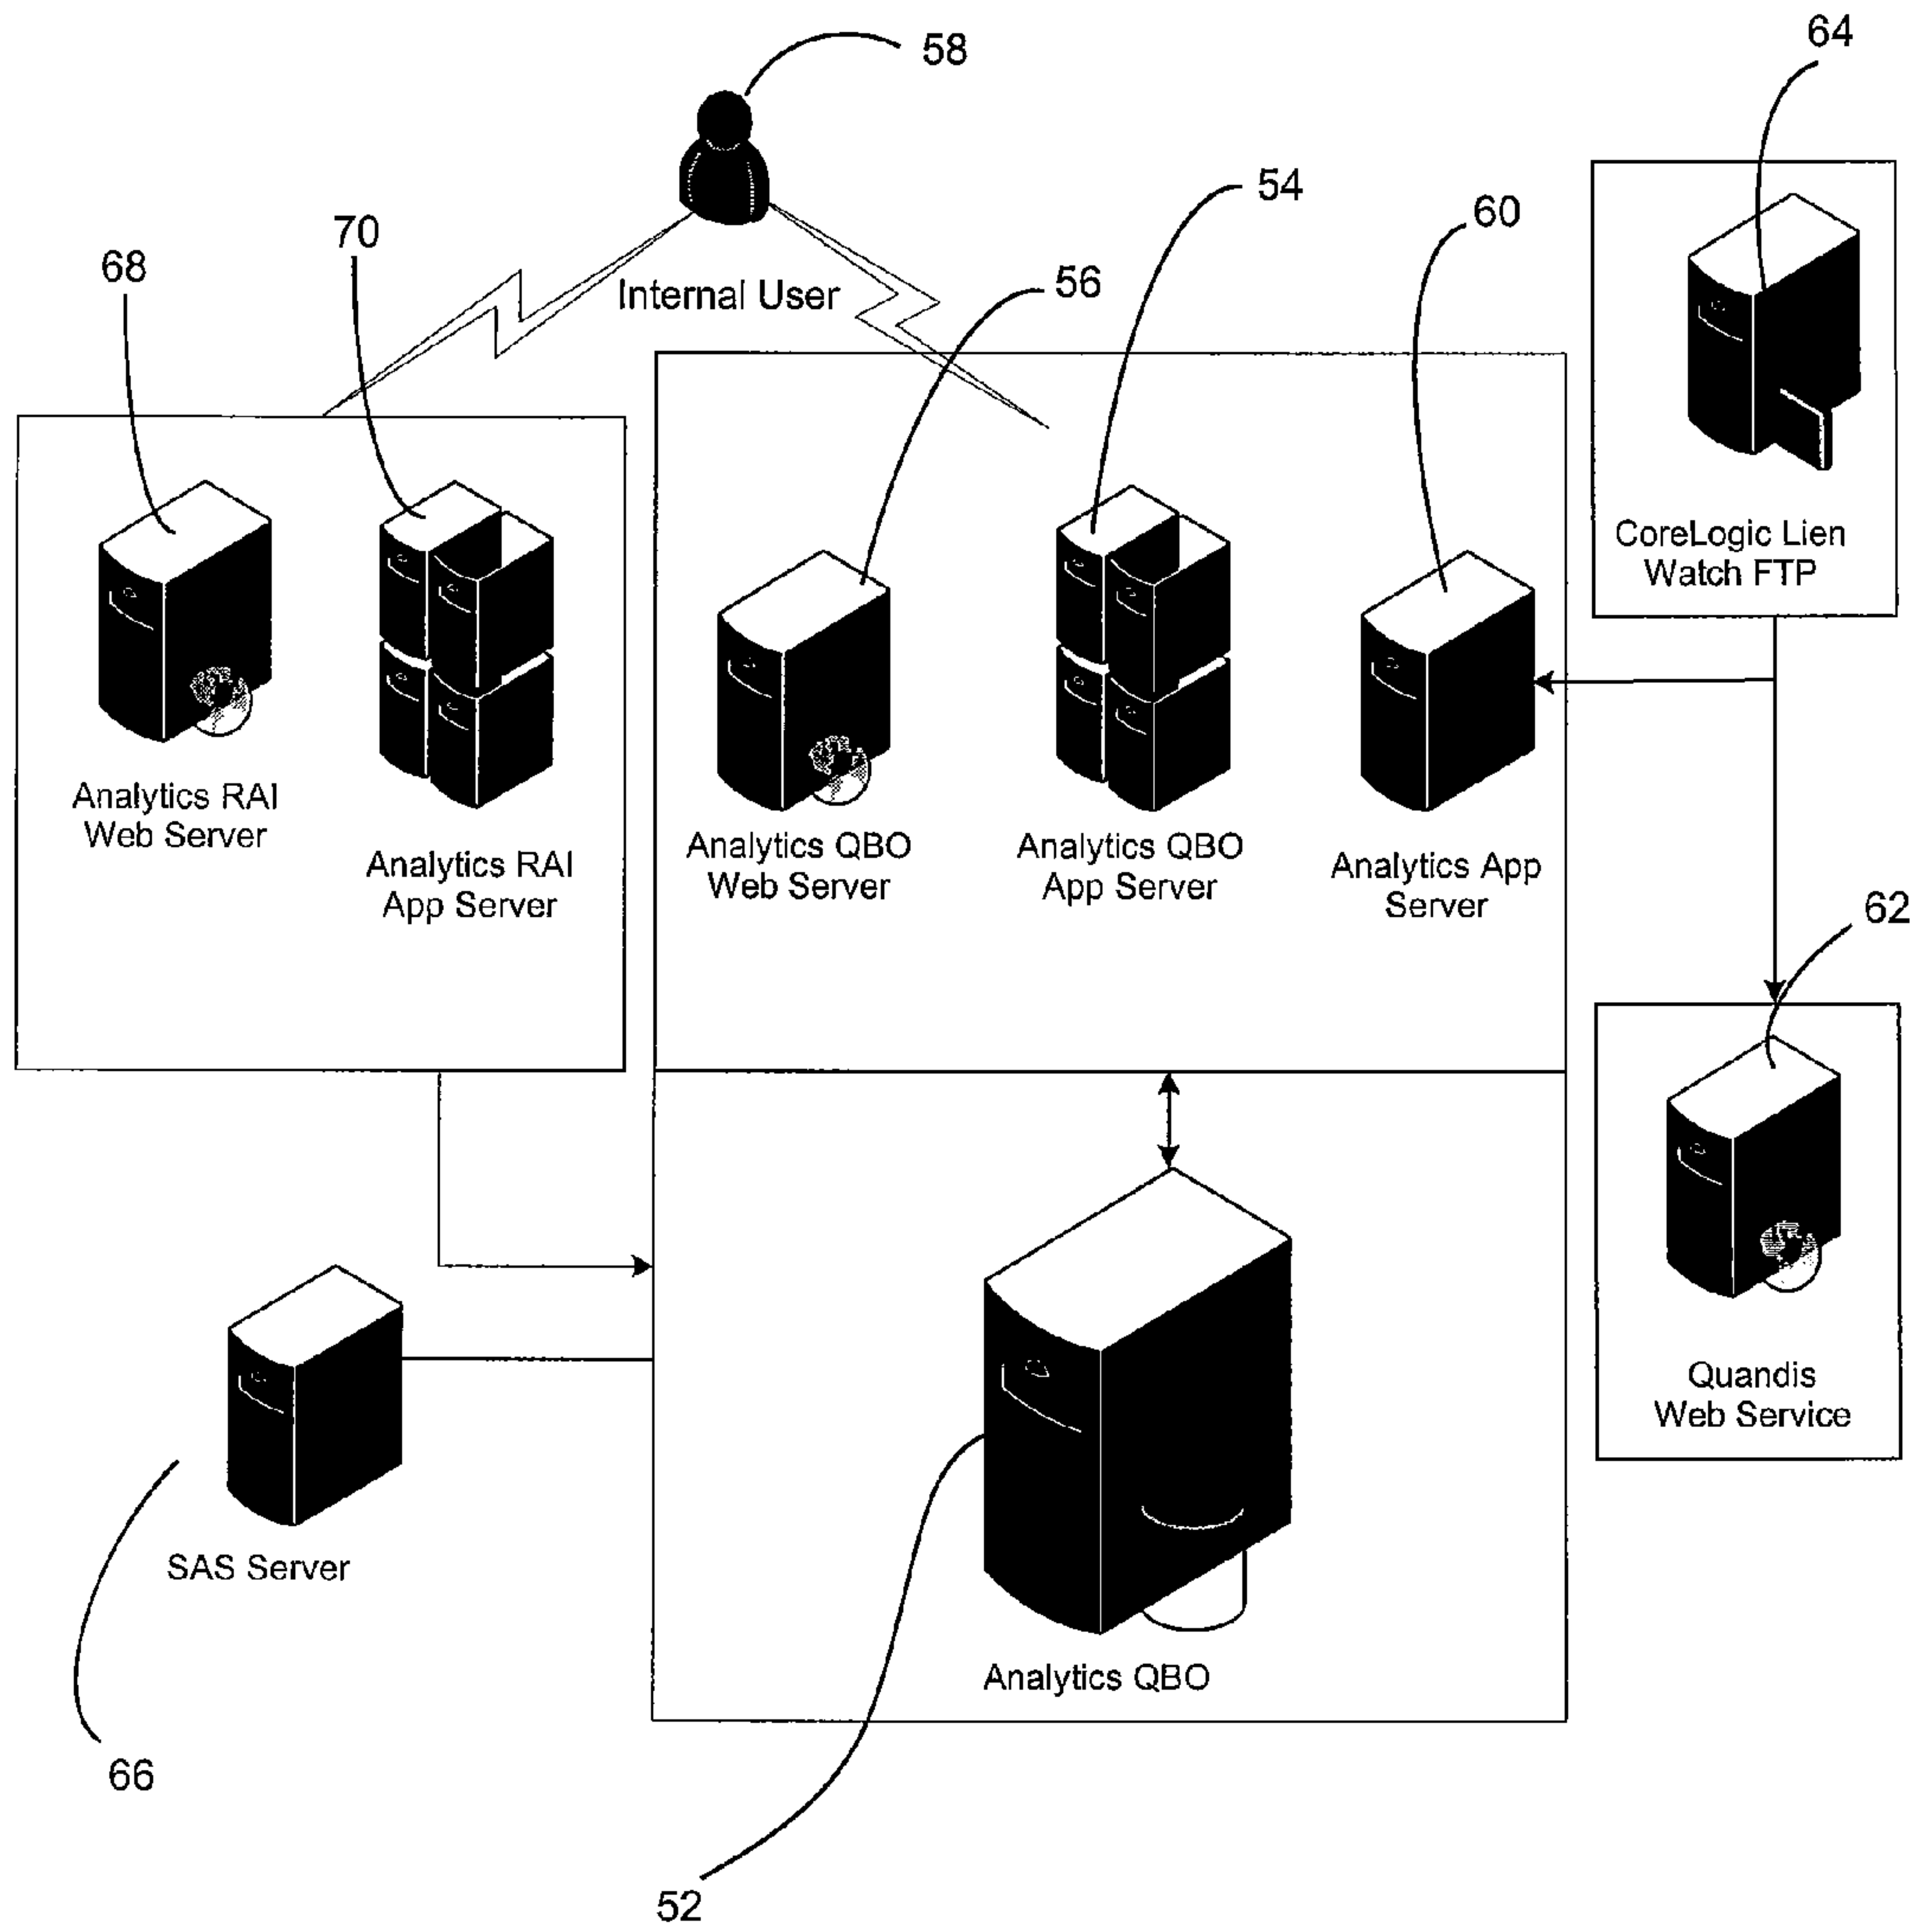 58
64
54
60
70
68
56
Internal User
CoreLogic Lien
Watch FTP
Analytics RAI
Web Server
Analytics RAI
App Server
Analytics QBO
Web Server
Analytics QBO
App Server
Analytics App
Server
62
Quandis
Web Service
SAS Server
Analytics QBO
66
52